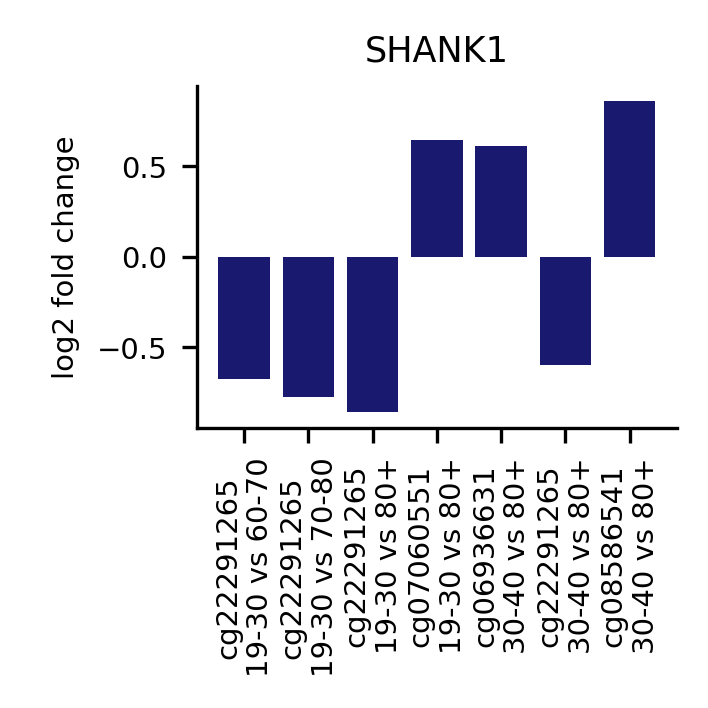 SHANK1
log2 fold change
0.5
0.0
−0.5
cg22291265
19-30 vs 60-70
cg22291265
19-30 vs 70-80
cg22291265
19-30 vs 80+
cg07060551
19-30 vs 80+
cg06936631
30-40 vs 80+
cg22291265
30-40 vs 80+
cg08586541
30-40 vs 80+